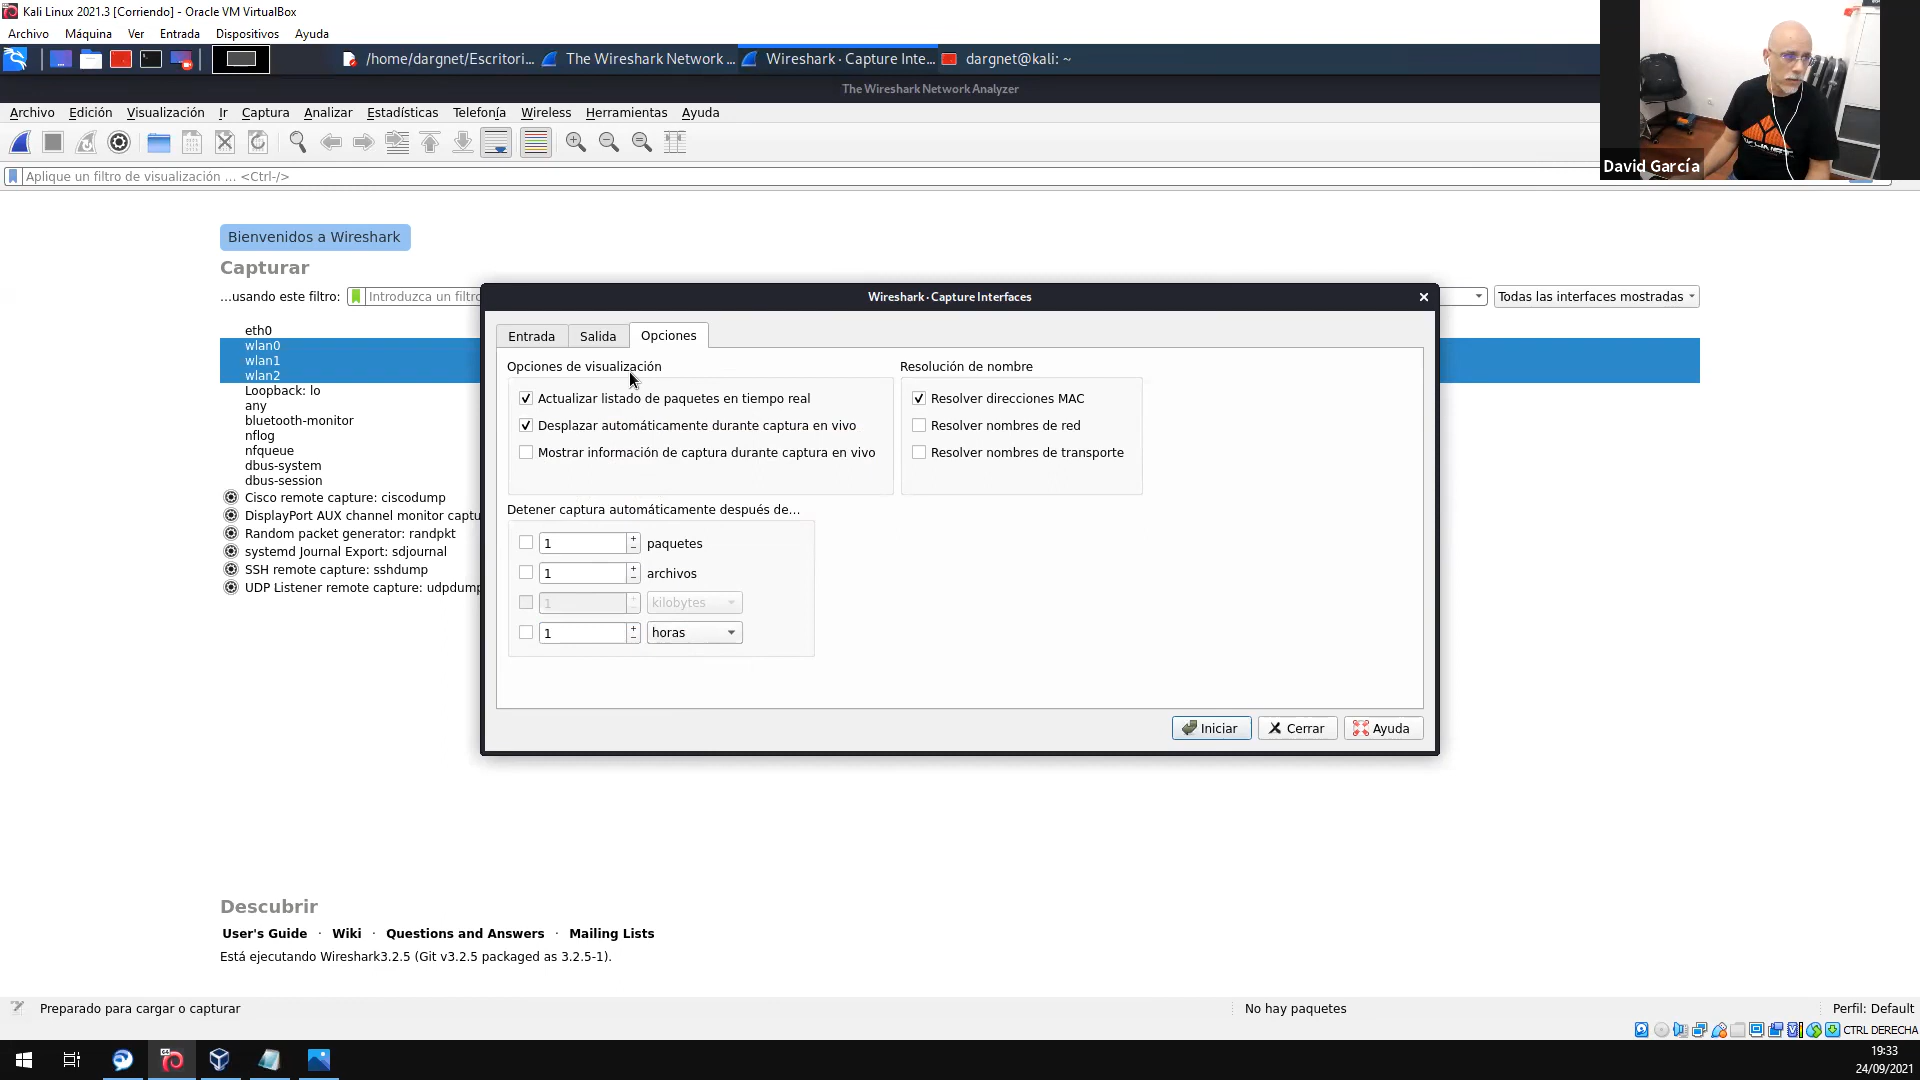 Kali Linux 2021.3 [Corriendo] - Oracle VM VirtualBox
Archivo Máquina Ver Entrada Dispositivos Ayuda
/home/dargnet/Escritori... The Wireshark Network ... Wireshark · Capture Inte... dargnet@kali: ~
The Wireshark Network Analyzer
Archivo Edición Visualización Ir Captura Analizar Estadísticas Telefonía Wireless Herramientas Ayuda
David García
Aplique un filtro de visualización ... <Ctrl-/>
Bienvenidos a Wireshark
Capturar
...usando este filtro: Introduzca un filtro Todas las interfaces mostradas
eth0
wlan0
wlan1
wlan2
Loopback: lo
any
bluetooth-monitor
nflog
nfqueue
dbus-system
dbus-session
Cisco remote capture: ciscodump
DisplayPort AUX channel monitor captu
Random packet generator: randpkt
systemd Journal Export: sdjournal
SSH remote capture: sshdump
UDP Listener remote capture: udpdump
Wireshark · Capture Interfaces
Entrada Salida Opciones
Opciones de visualización
Actualizar listado de paquetes en tiempo real
Desplazar automáticamente durante captura en vivo
Mostrar información de captura durante captura en vivo
Resolución de nombre
Resolver direcciones MAC
Resolver nombres de red
Resolver nombres de transporte
Detener captura automáticamente después de...
1 paquetes
1 archivos
1 kilobytes
1 horas
Iniciar Cerrar Ayuda
Descubrir
User's Guide · Wiki · Questions and Answers · Mailing Lists
Está ejecutando Wireshark3.2.5 (Git v3.2.5 packaged as 3.2.5-1).
Preparado para cargar o capturar No hay paquetes Perfil: Default
CTRL DERECHA
19:33
24/09/2021